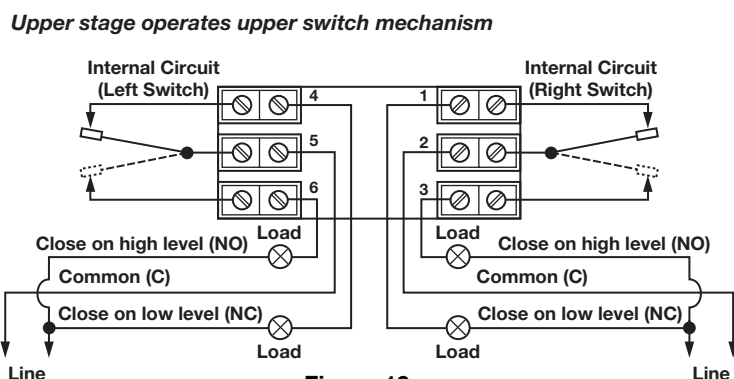 Upper stage operates upper switch mechanism
Internal Circuit
(Left Switch)
Internal Circuit
(Right Switch)
4
1
5
2
6
3
Load
Load
Close on high level (NO)
Close on high level (NO)
Common (C)
Common (C)
Close on low level (NC)
Close on low level (NC)
Load
Load
Line
Line